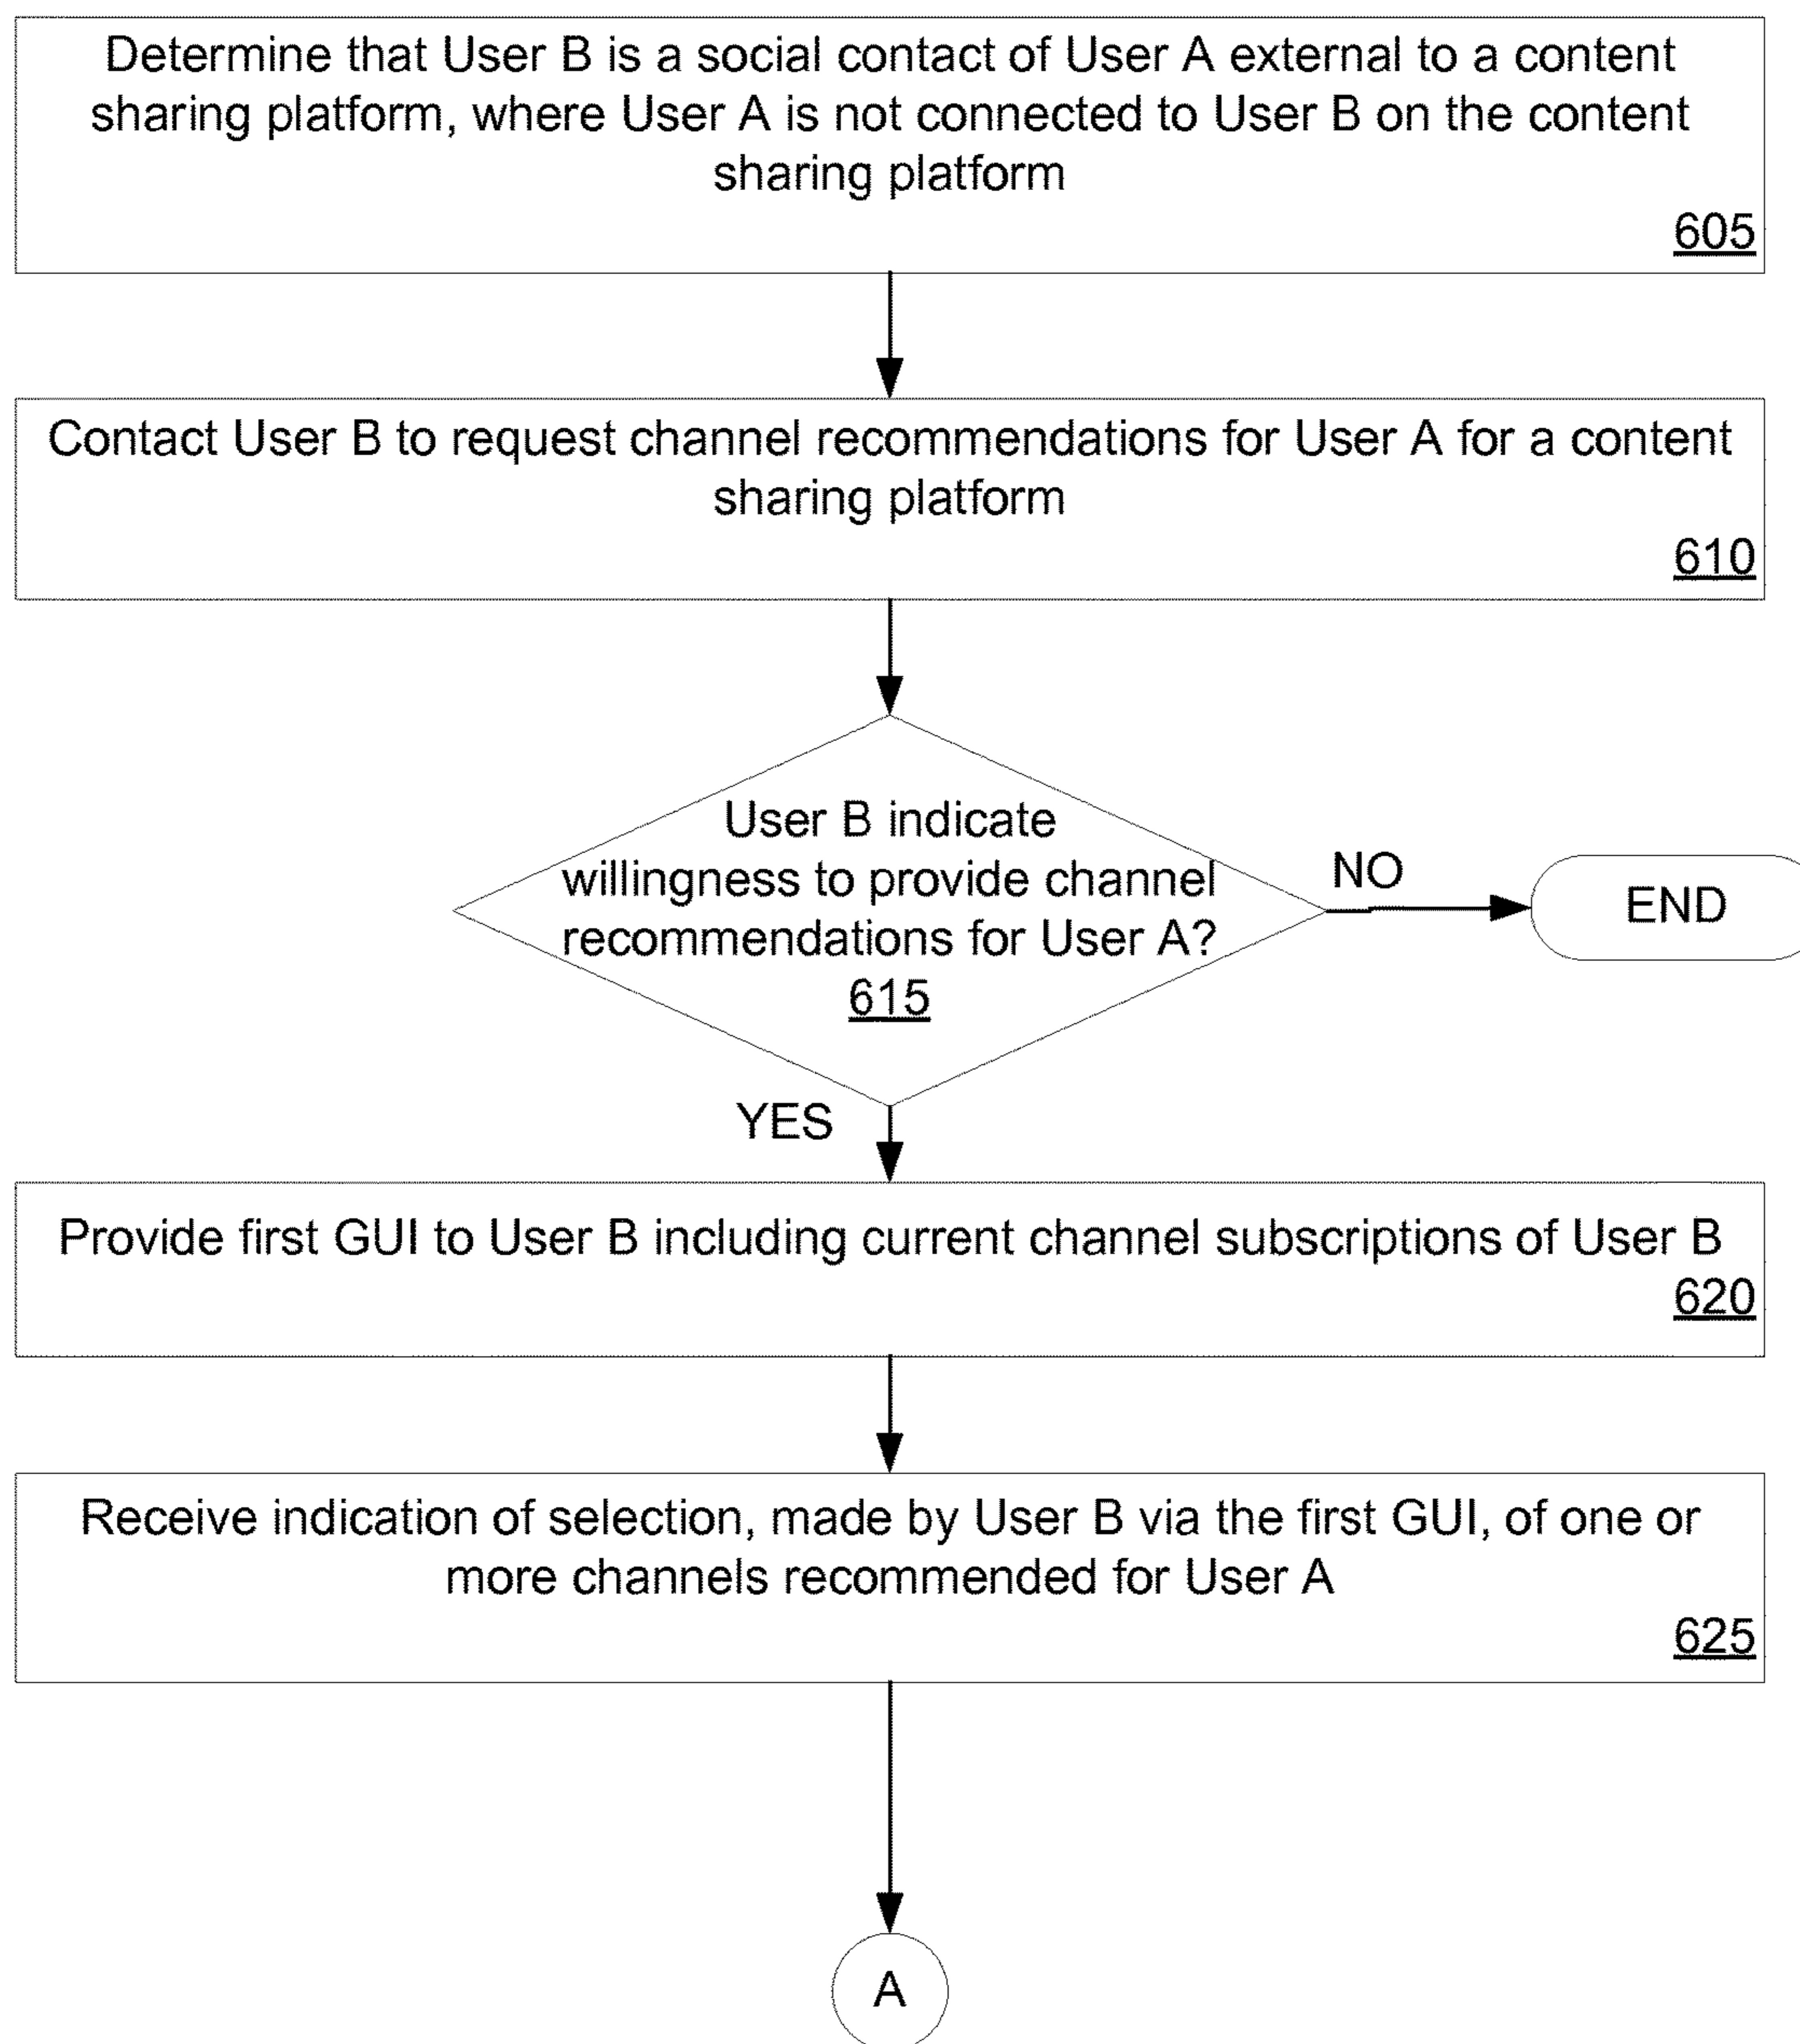 Determine that User B is a social contact of User A external to a content
sharing platform, where User A is not connected to User B on the content
sharing platform
605
Contact User B to request channel recommendations for User A for a content
sharing platform
610
User B indicate
willingness to provide channel
recommendations for User A?
615
NO
END
YES
Provide first GUI to User B including current channel subscriptions of User B
620
Receive indication of selection, made by User B via the first GUI, of one or
more channels recommended for User A
625
A